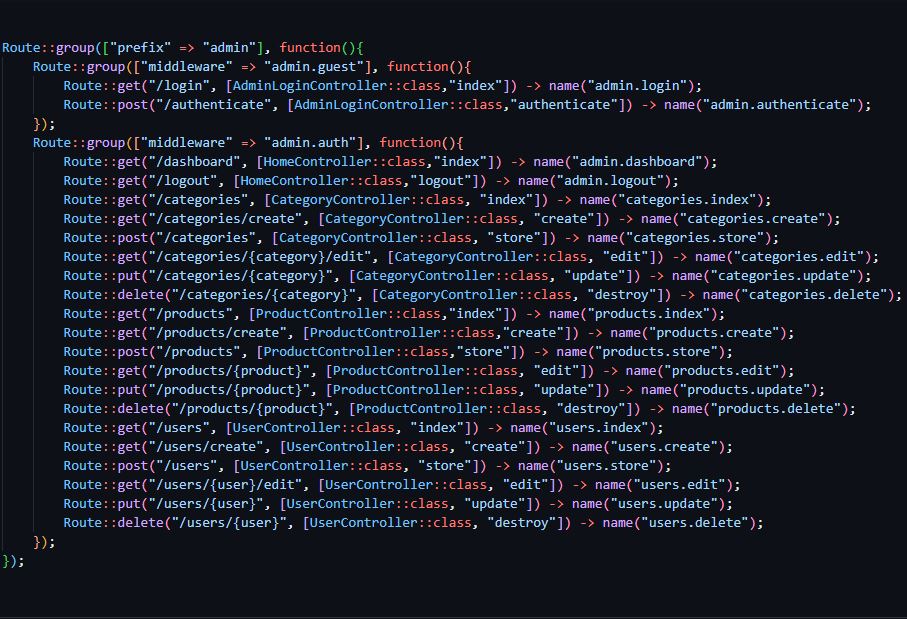 Route::group(["prefix" => "admin"], function(){
Route::group(["middleware" => "admin.guest"], function(){
Route::get("/login", [AdminLoginController::class,"index"]) -> name("admin.login");
Route::post("/authenticate", [AdminLoginController::class,"authenticate"]) -> name("admin.authenticate");
});
Route::group(["middleware" => "admin.auth"], function(){
Route::get("/dashboard", [HomeController::class,"index"]) -> name("admin.dashboard");
Route::get("/logout", [HomeController::class,"logout"]) -> name("admin.logout");
Route::get("/categories", [CategoryController::class, "index"]) -> name("categories.index");
Route::get("/categories/create", [CategoryController::class, "create"]) -> name("categories.create");
Route::post("/categories", [CategoryController::class, "store"]) -> name("categories.store");
Route::get("/categories/{category}/edit", [CategoryController::class, "edit"]) -> name("categories.edit");
Route::put("/categories/{category}", [CategoryController::class, "update"]) -> name("categories.update");
Route::delete("/categories/{category}", [CategoryController::class, "destroy"]) -> name("categories.delete");
Route::get("/products", [ProductController::class,"index"]) -> name("products.index");
Route::get("/products/create", [ProductController::class,"create"]) -> name("products.create");
Route::post("/products", [ProductController::class,"store"]) -> name("products.store");
Route::get("/products/{product}", [ProductController::class, "edit"]) -> name("products.edit");
Route::put("/products/{product}", [ProductController::class, "update"]) -> name("products.update");
Route::delete("/products/{product}", [ProductController::class, "destroy"]) -> name("products.delete");
Route::get("/users", [UserController::class, "index"]) -> name("users.index");
Route::get("/users/create", [UserController::class, "create"]) -> name("users.create");
Route::post("/users", [UserController::class, "store"]) -> name("users.store");
Route::get("/users/{user}/edit", [UserController::class, "edit"]) -> name("users.edit");
Route::put("/users/{user}", [UserController::class, "update"]) -> name("users.update");
Route::delete("/users/{user}", [UserController::class, "destroy"]) -> name("users.delete");
});
});